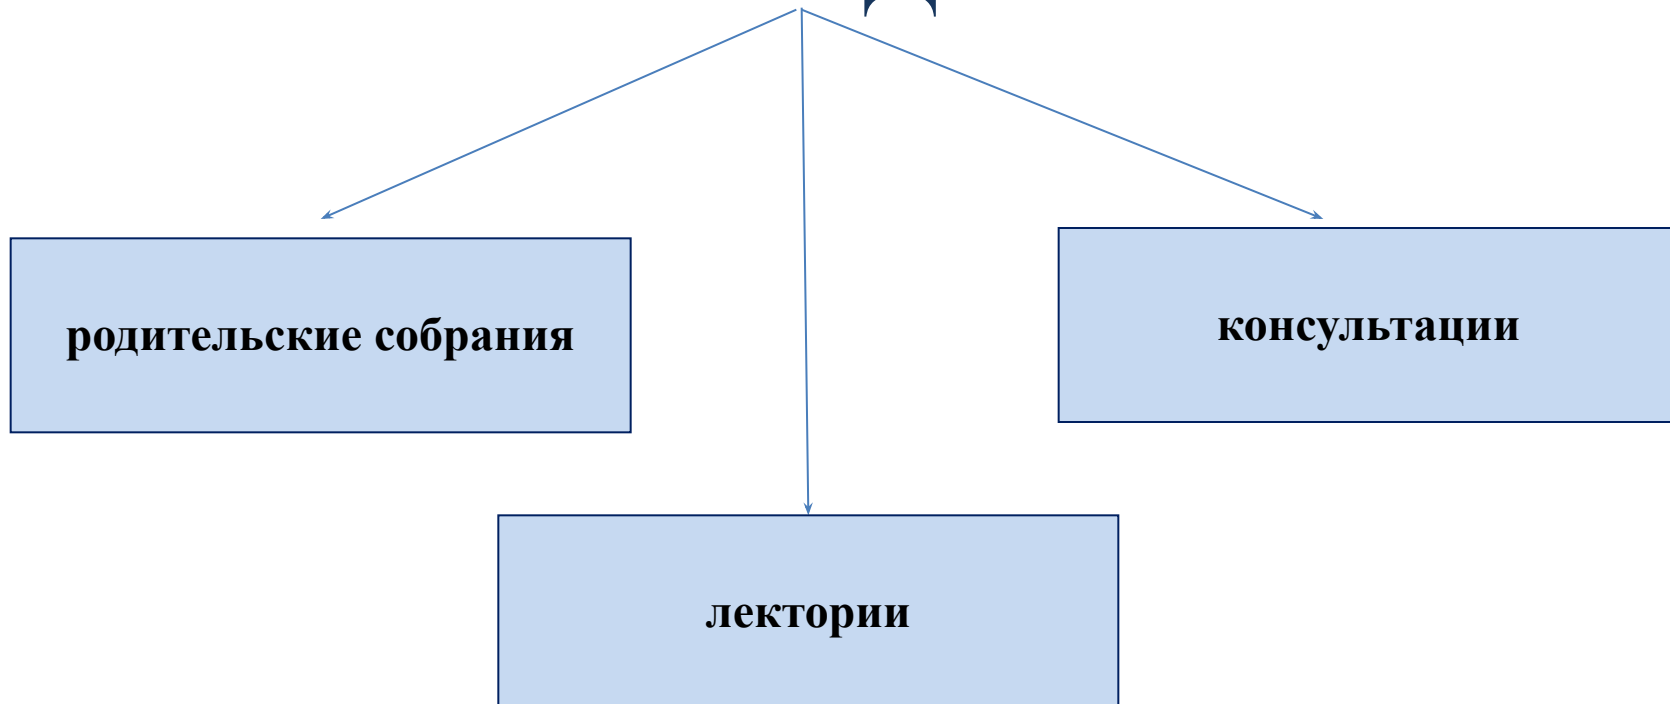 родительские собрания
консультации
лектории